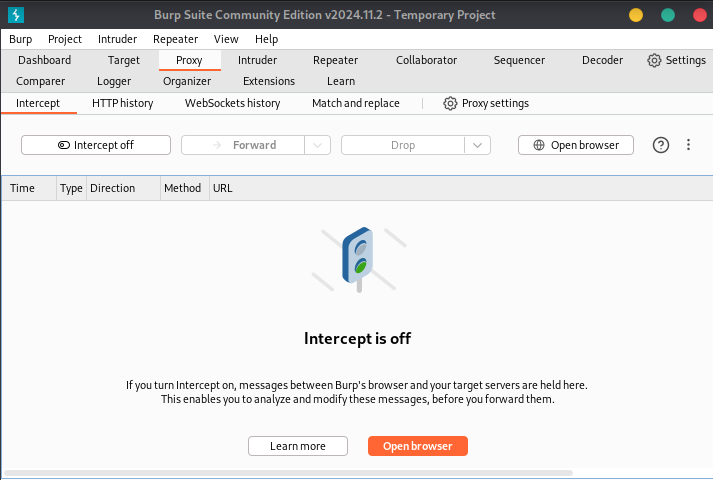 Burp Suite Community Edition v2024.11.2 - Temporary Project
Burp Project Intruder Repeater View Help
Dashboard Target Proxy Intruder Repeater Collaborator Sequencer Decoder Settings
Comparer Logger Organizer Extensions Learn
Intercept HTTP history WebSockets history Match and replace Proxy settings
Intercept off Forward Drop Open browser
Time Type Direction Method URL
Intercept is off
If you turn Intercept on, messages between Burp's browser and your target servers are held here.
This enables you to analyze and modify these messages, before you forward them.
Learn more Open browser